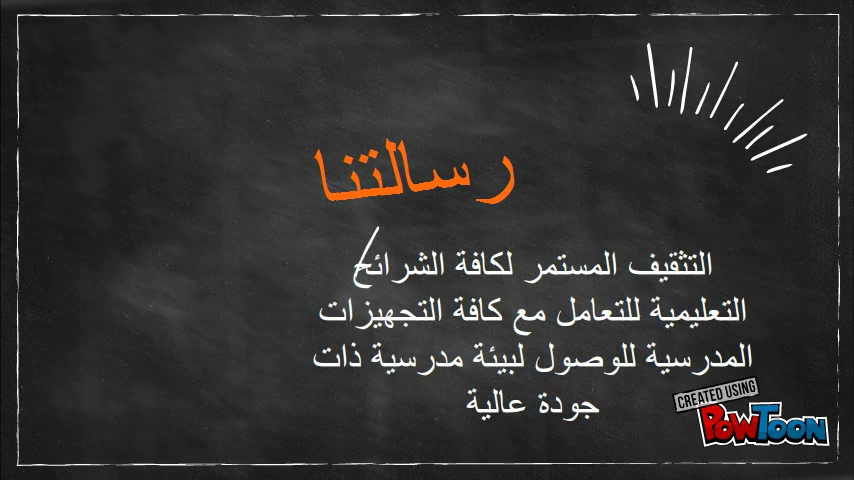 رسالتنا
التثقيف المستمر لكافة الشرائح
التعليمية للتعامل مع كافة التجهيزات
المدرسية للوصول لبيئة مدرسية ذات
جودة عالية
CREATED USING
POWTOON